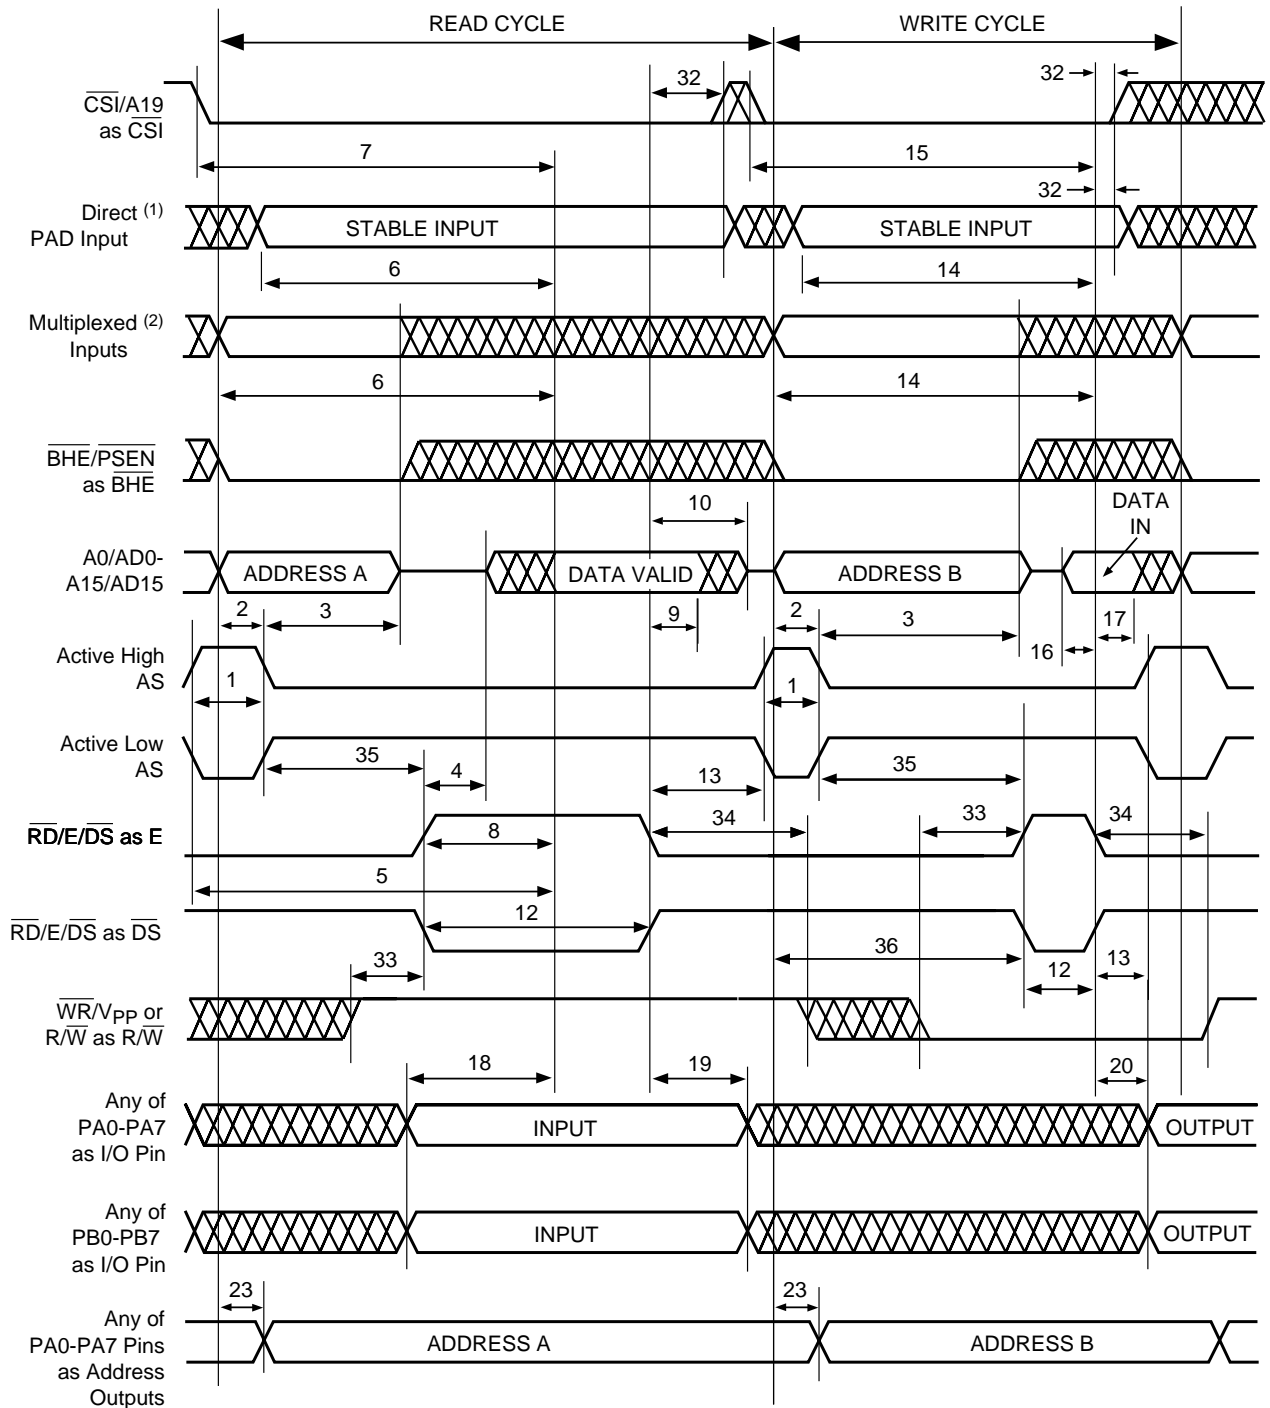 READ CYCLE WRITE CYCLE
32 32
CSI/A19
as CSI
7 15
32
Direct (1)
PAD Input
STABLE INPUT STABLE INPUT
6 14
Multiplexed (2)
Inputs
6 14
BHE/PSEN
as BHE
10 DATA
IN
A0/AD0-
A15/AD15
ADDRESS A DATA VALID ADDRESS B
2 3 9 2 3 17
16
Active High
AS
1 1
Active Low
AS
35 4 13 35
RD/E/DS as E
8 34 33 34
5
RD/E/DS as DS
12 36
33 12 13
WR/VPP or
R/W as R/W
18 19 20
Any of
PA0-PA7
as I/O Pin
INPUT OUTPUT
Any of
PB0-PB7
as I/O Pin
INPUT OUTPUT
23 23
Any of
PA0-PA7 Pins
as Address
Outputs
ADDRESS A ADDRESS B